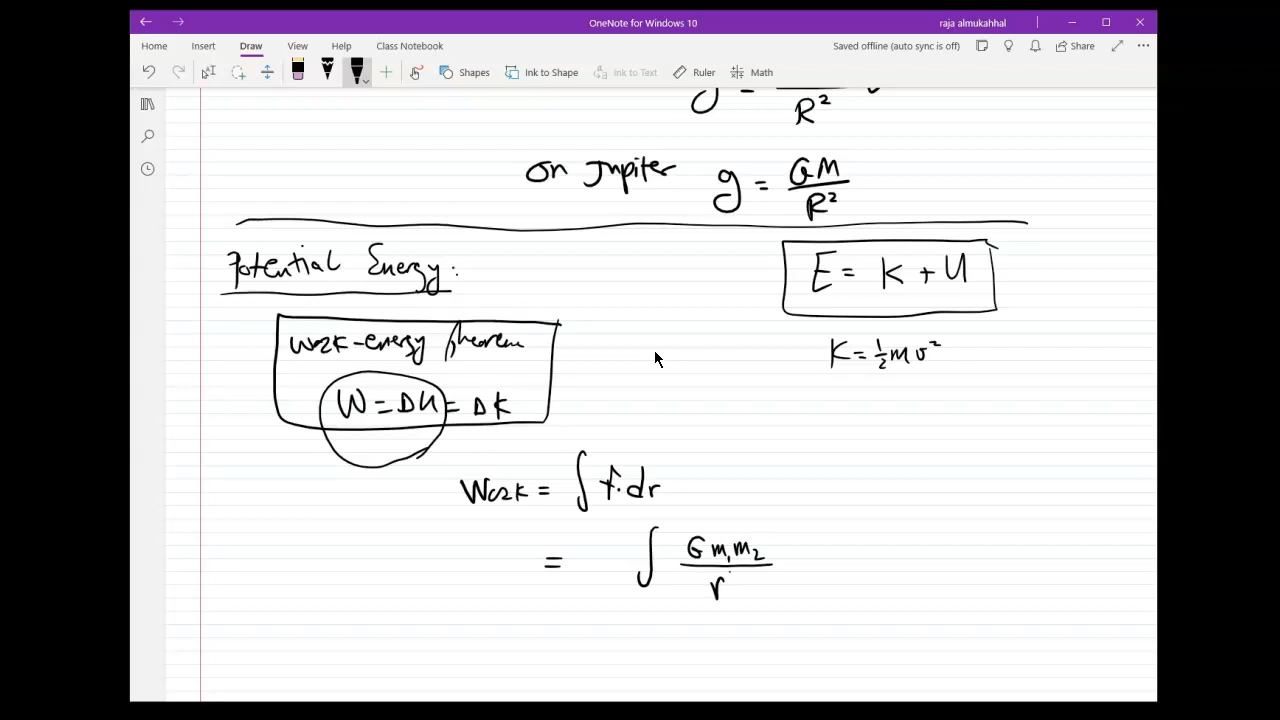 OneNote for Windows 10
raja almukahhal
Home Insert Draw View Help Class Notebook
Saved offline (auto sync is off)
Share
Shapes
Ink to Shape
Ink to Text
Ruler
Math
g = / R²
on Jupiter g = GM / R²
Potential Energy:
E = K + U
Work-energy theorem
K = ½mv²
W = ΔU = ΔK
Work = ∫ f. dr
= ∫ G m₁m₂ / r